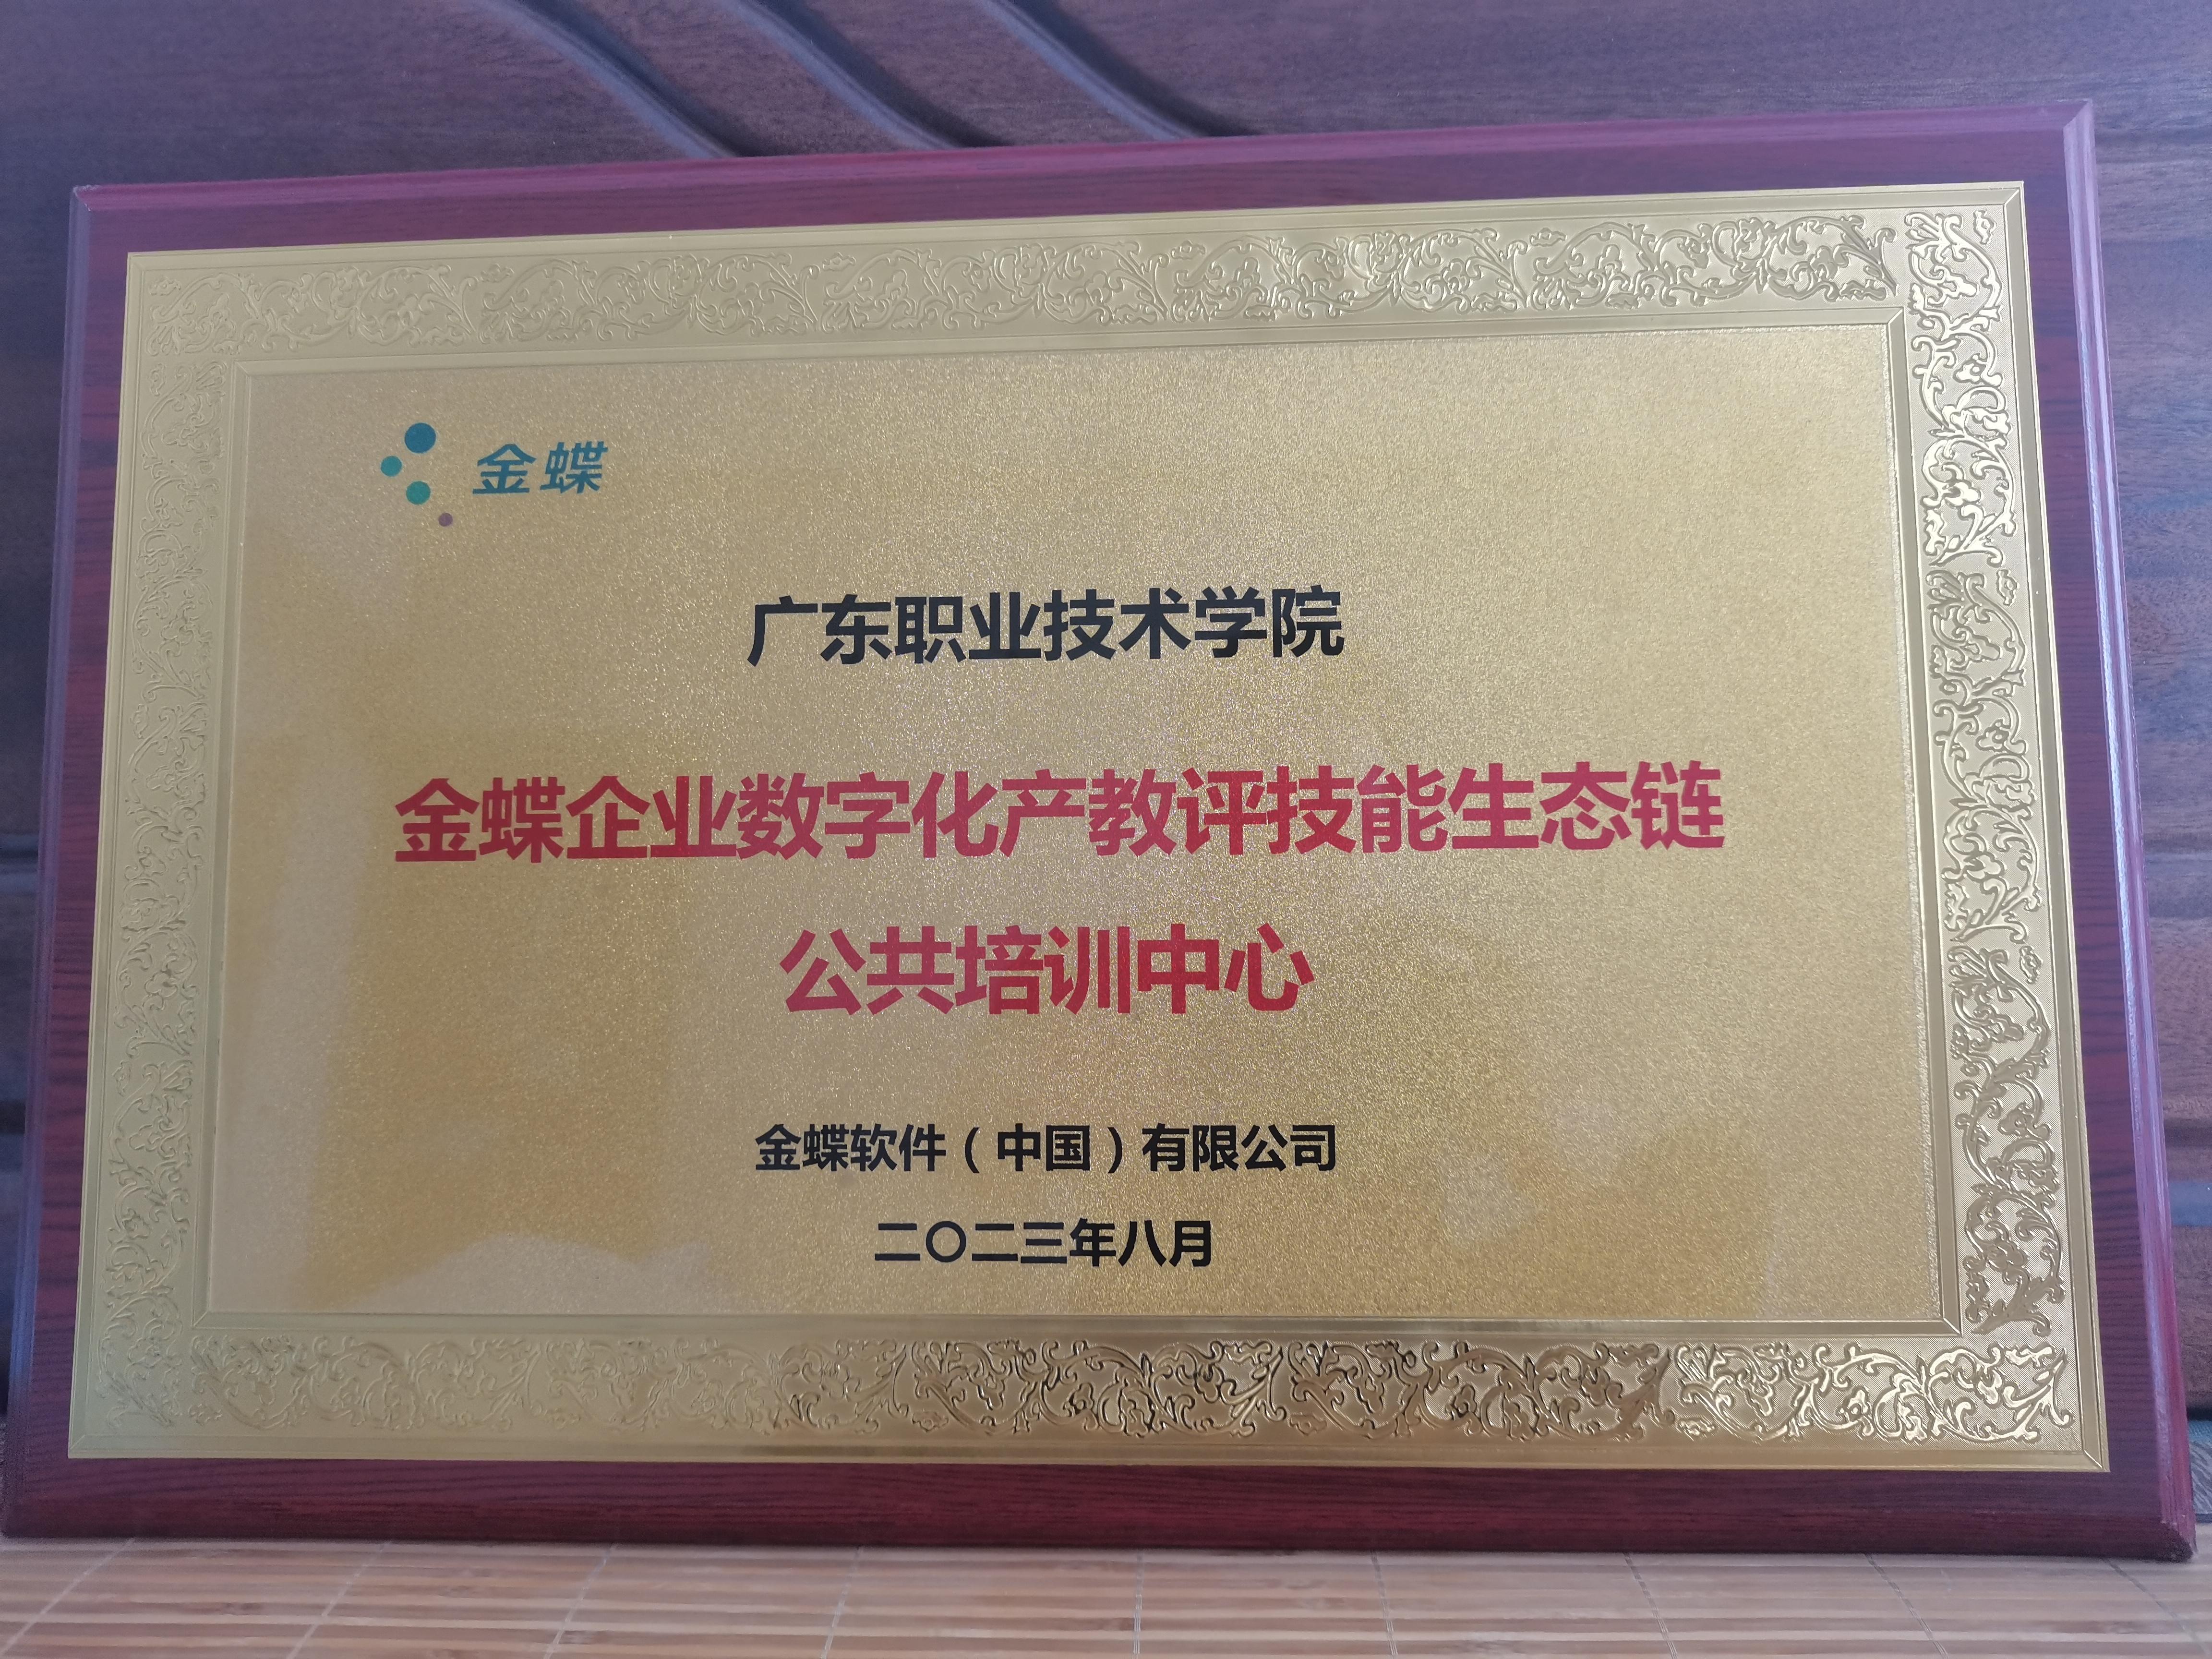 金蝶
广东职业技术学院
金蝶企业数字化产教评技能生态链
公共培训中心
金蝶软件（中国）有限公司
二〇二三年八月